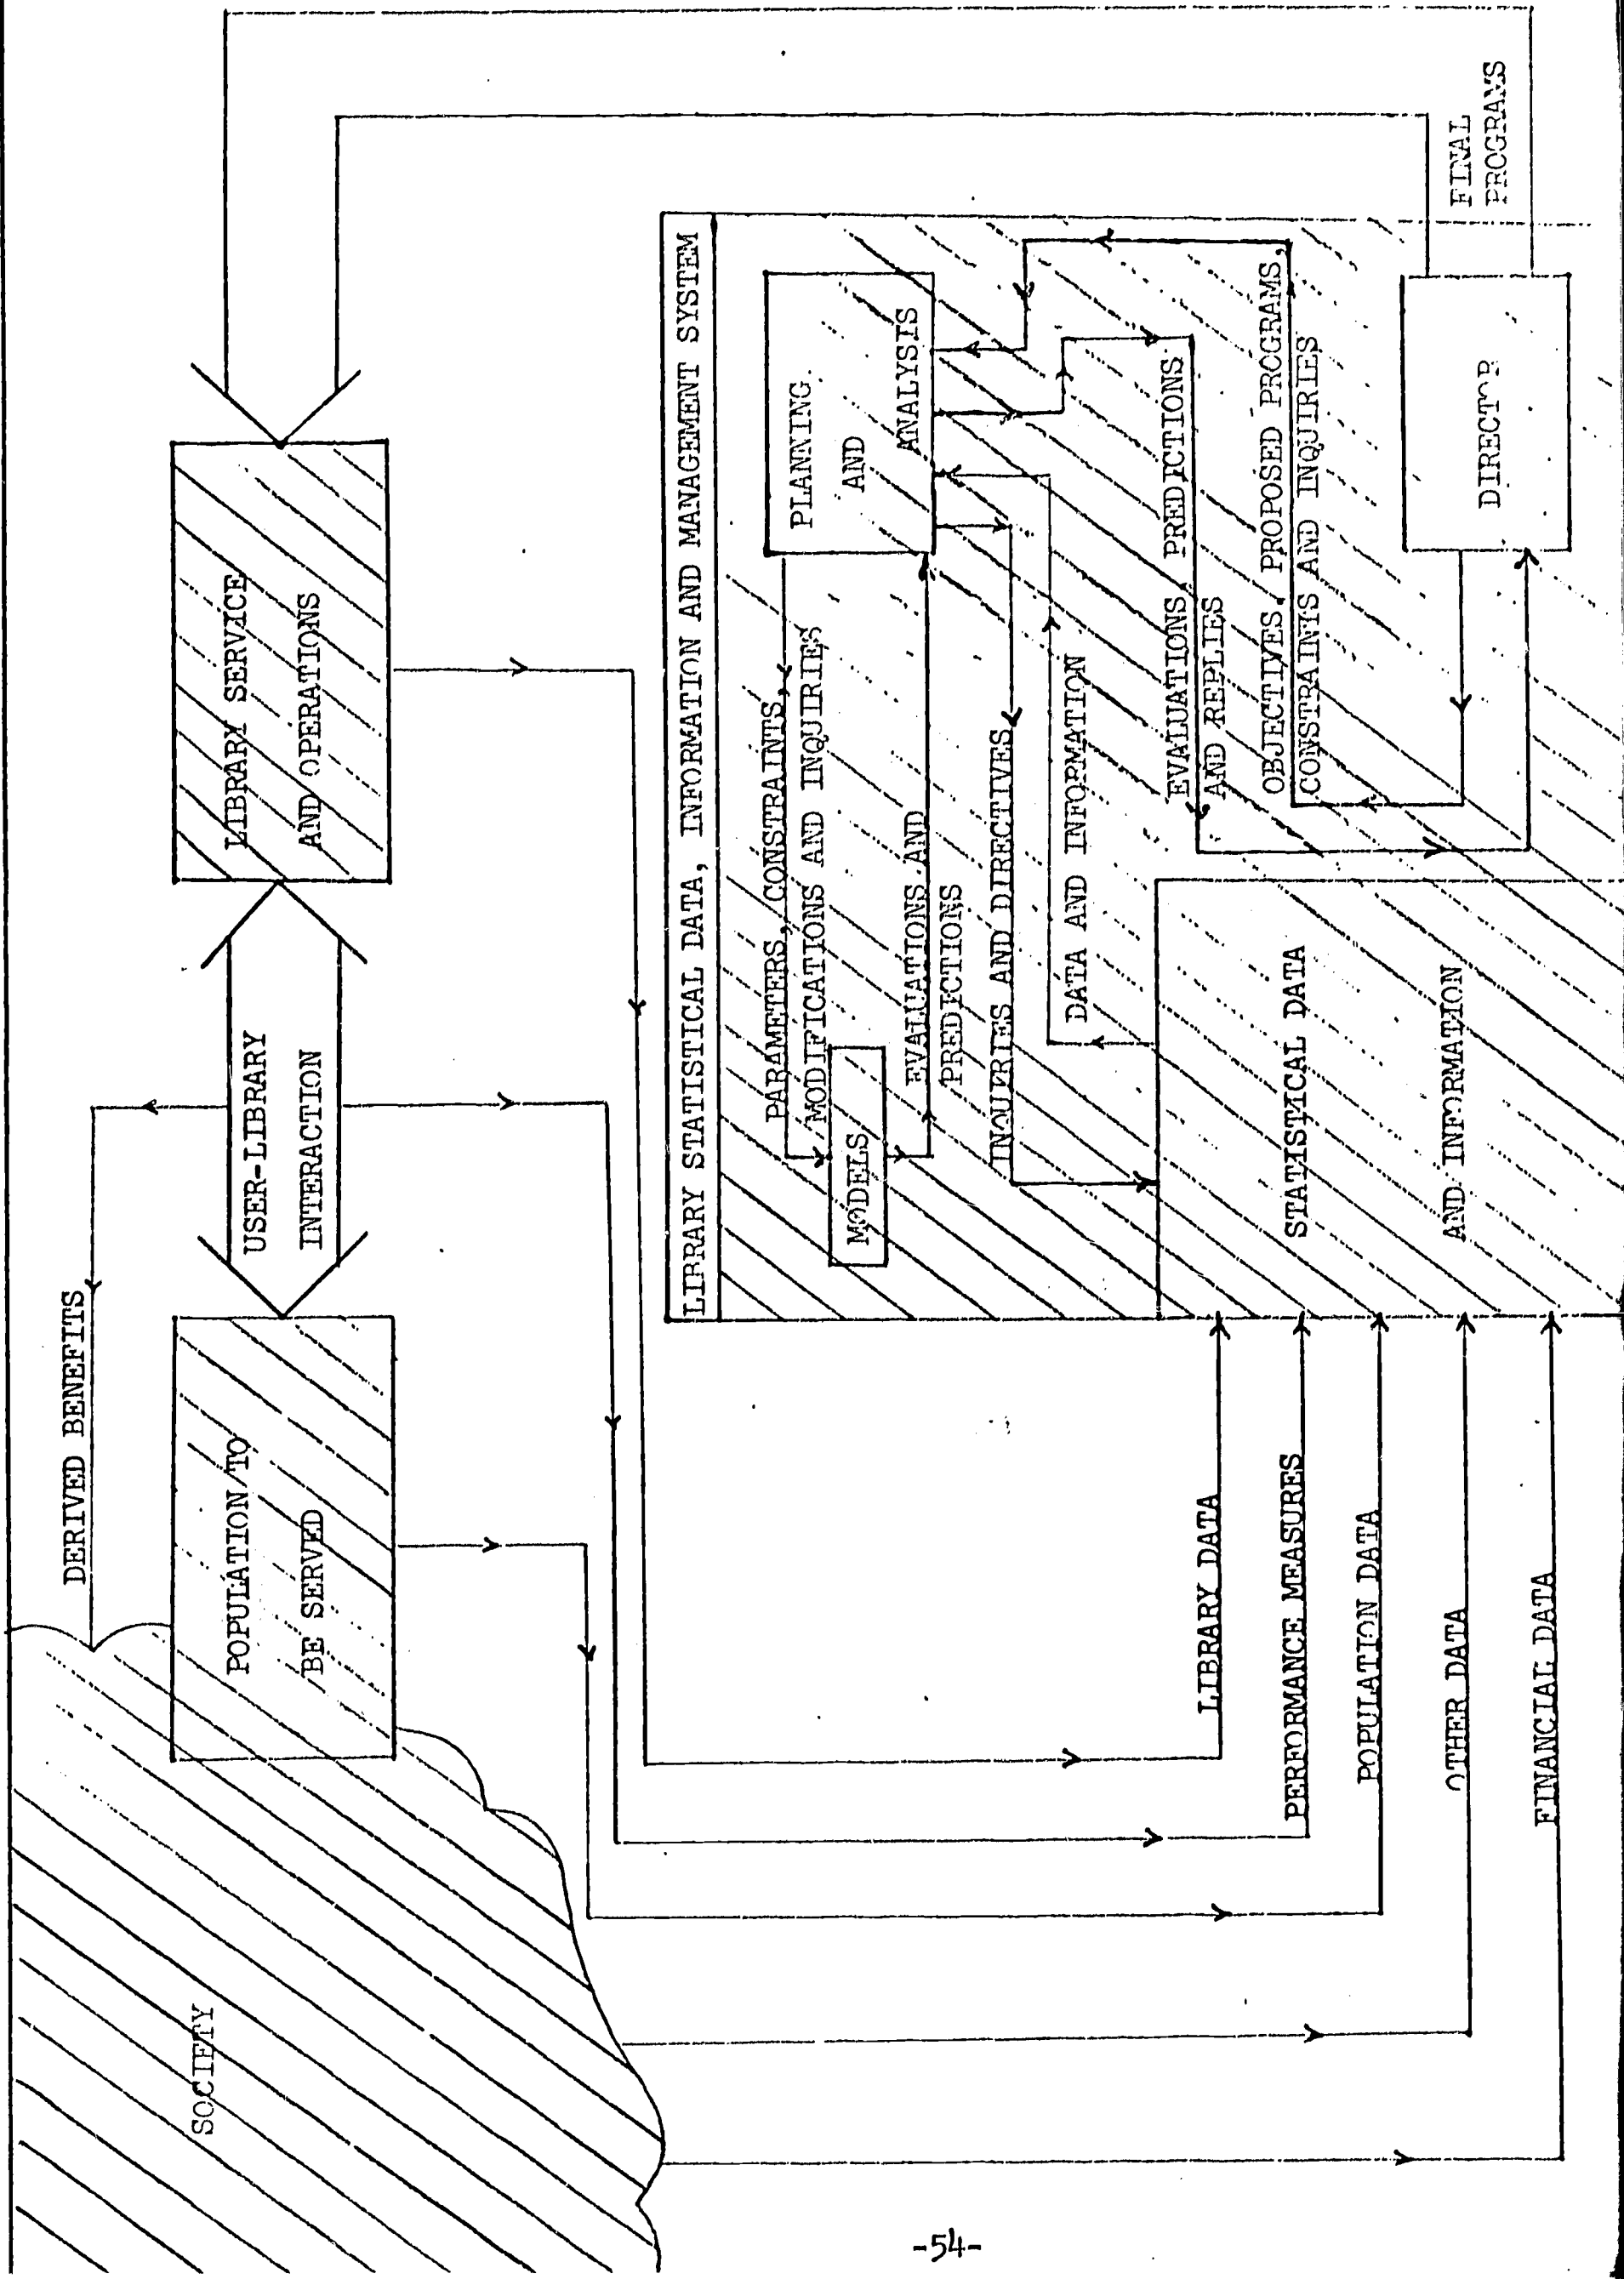 SOCIETY
DERIVED BENEFITS
POPULATION TO
BE SERVED
USER-LIBRARY
INTERACTION
LIBRARY SERVICE
AND OPERATIONS
LIBRARY STATISTICAL DATA, INFORMATION AND MANAGEMENT SYSTEM
PARAMETERS, CONSTRAINTS,
MODIFICATIONS AND INQUIRIES
PLANNING
AND
ANALYSIS
MODELS
EVALUATIONS AND
PREDICTIONS
INQUIRIES AND DIRECTIVES
DATA AND INFORMATION
EVALUATIONS, PREDICTIONS
AND REPLIES
OBJECTIVES, PROPOSED PROGRAMS,
CONSTRAINTS AND INQUIRIES
LIBRARY DATA
PERFORMANCE MEASURES
POPULATION DATA
OTHER DATA
FINANCIAL DATA
STATISTICAL DATA
AND INFORMATION
DIRECTOR
FINAL
PROGRAMS
-54-